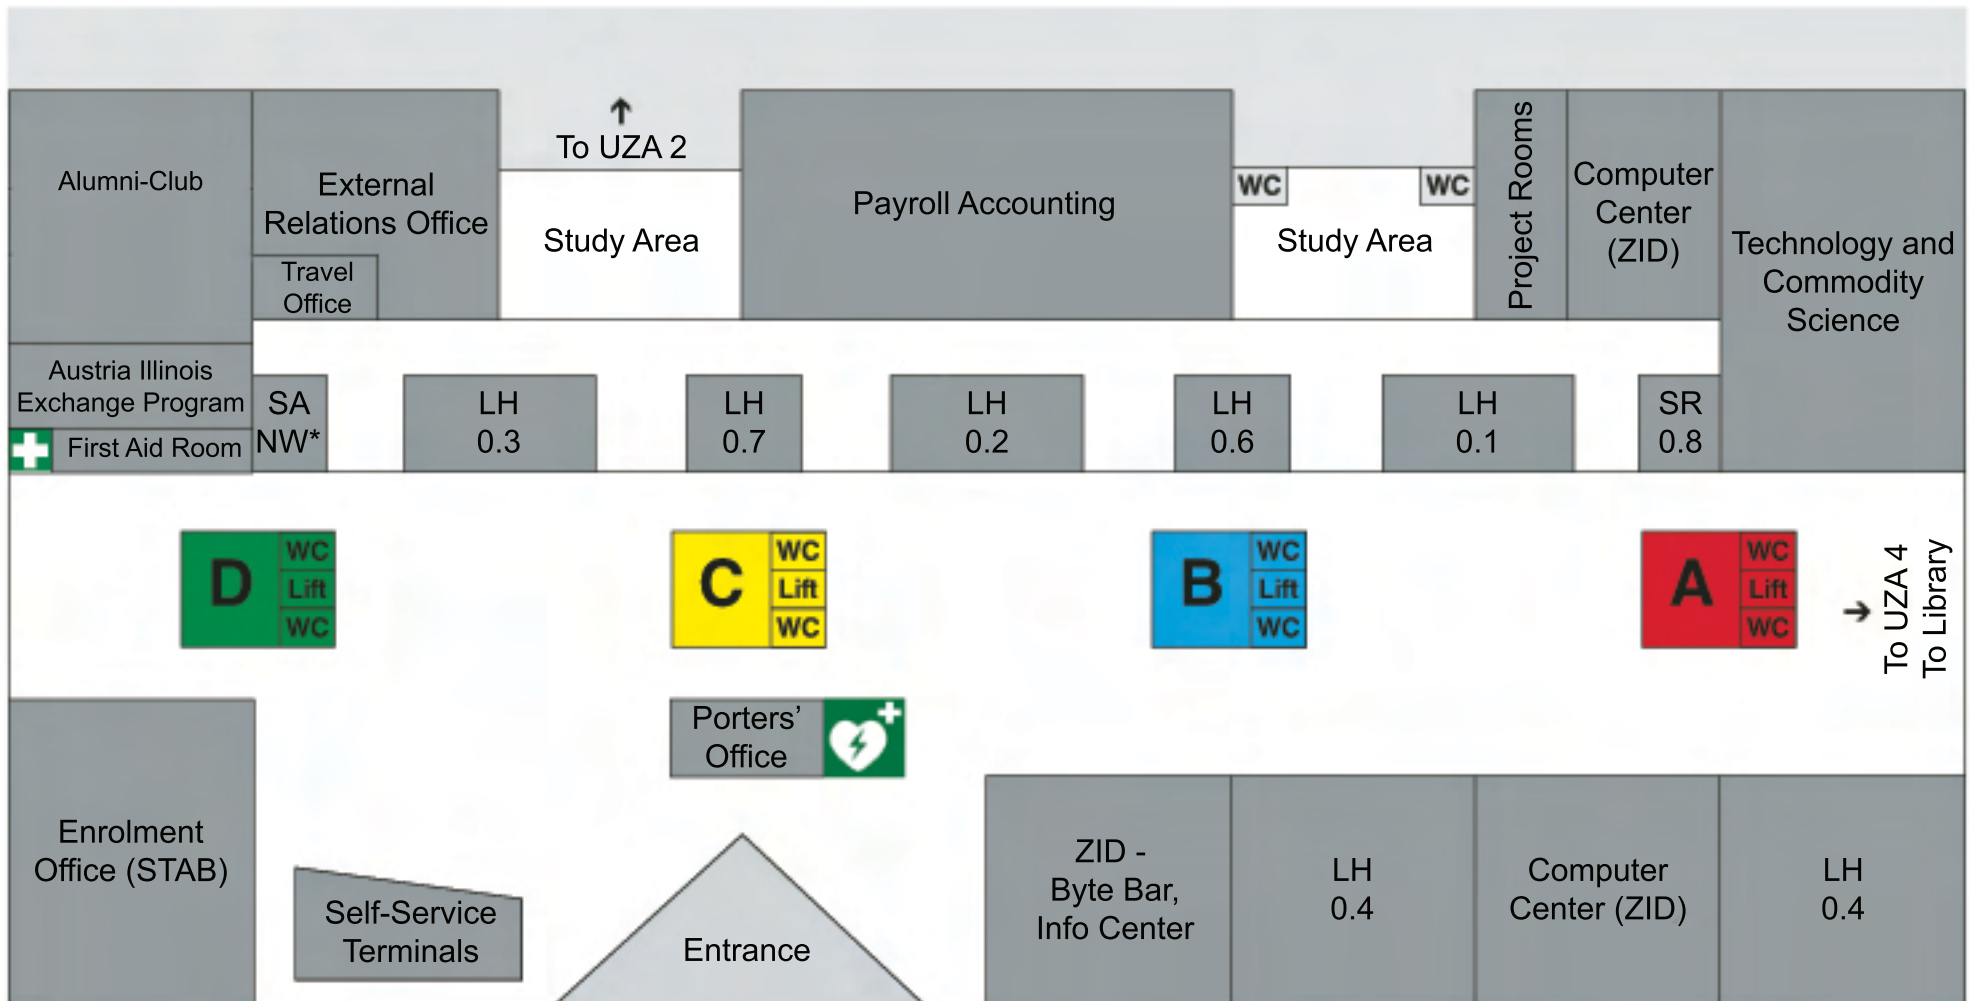 To UZA 2
Alumni-Club
External
Relations Office
Travel
Office
Study Area
Payroll Accounting
WC
WC
Study Area
Project Rooms
Computer
Center
(ZID)
Technology and
Commodity
Science
Austria Illinois
Exchange Program
First Aid Room
SA
NW*
LH
0.3
LH
0.7
LH
0.2
LH
0.6
LH
0.1
SR
0.8
D
WC
Lift
WC
C
WC
Lift
WC
B
WC
Lift
WC
A
WC
Lift
WC
To UZA 4
To Library
Porters’
Office
Enrolment
Office (STAB)
Self-Service
Terminals
Entrance
ZID -
Byte Bar,
Info Center
LH
0.4
Computer
Center (ZID)
LH
0.4